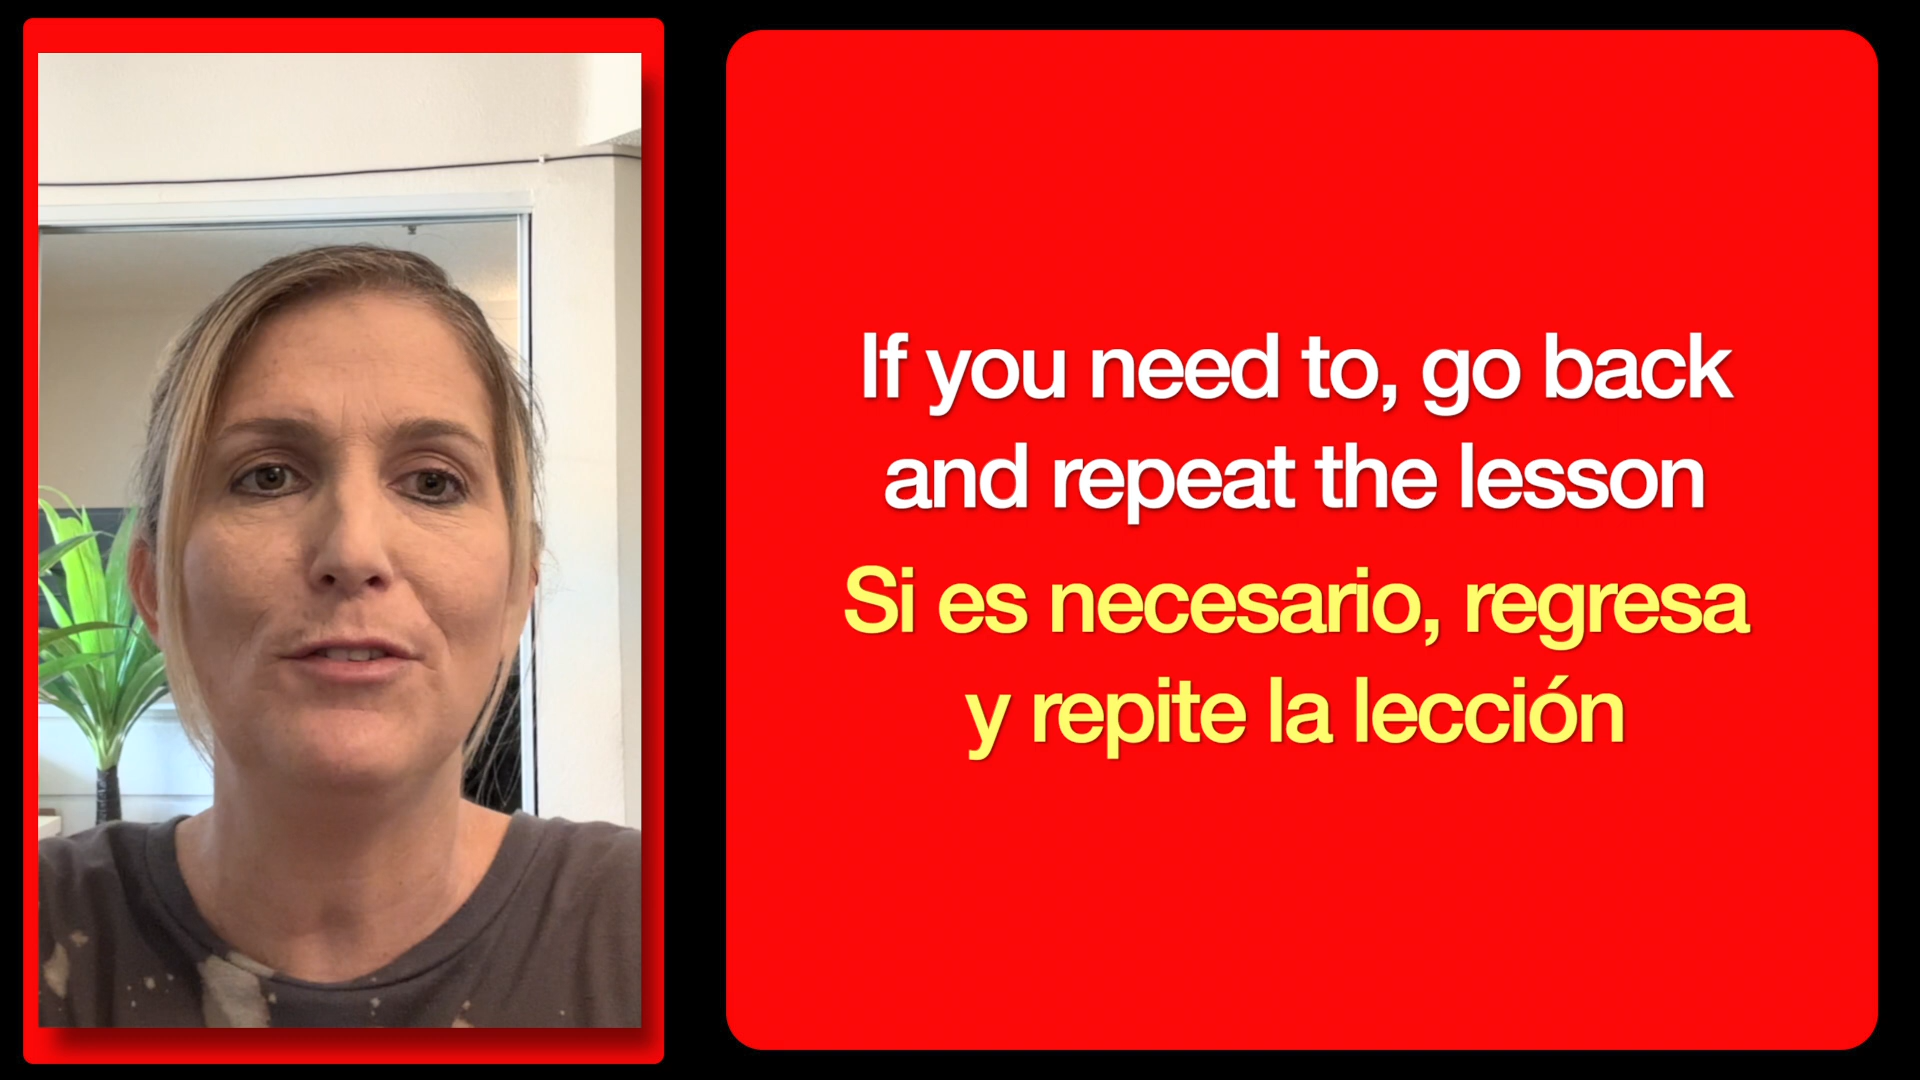 If you need to, go back
and repeat the lesson
Si es necesario, regresa
y repite la lección